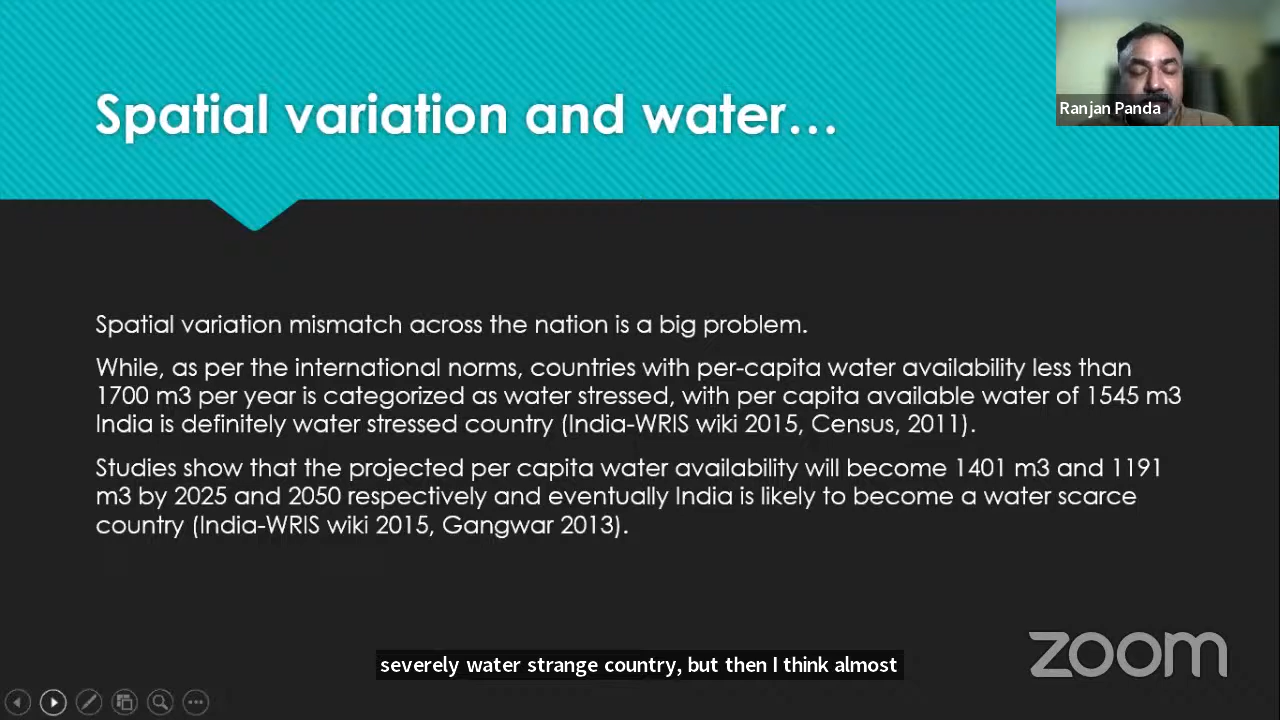 Spatial variation and water...
Ranjan Panda
Spatial variation mismatch across the nation is a big problem.
While, as per the international norms, countries with per-capita water availability less than
1700 m3 per year is categorized as water stressed, with per capita available water of 1545 m3
India is definitely water stressed country (India-WRIS wiki 2015, Census, 2011).
Studies show that the projected per capita water availability will become 1401 m3 and 1191
m3 by 2025 and 2050 respectively and eventually India is likely to become a water scarce
country (India-WRIS wiki 2015, Gangwar 2013).
severely water strange country, but then I think almost
zoom